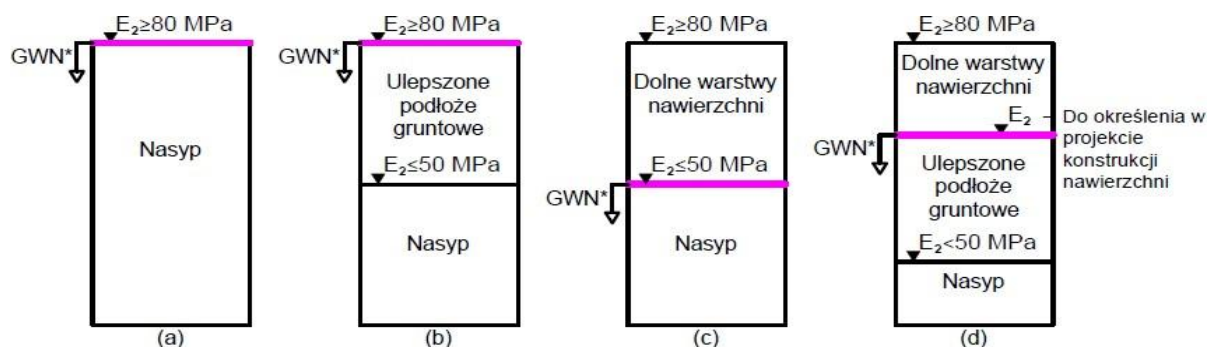 E₂≥80 MPa
GWN*
Nasyp
(a)
E₂≥80 MPa
GWN*
Ulepszone
podłoże
gruntowe
E₂≤50 MPa
Nasyp
(b)
E₂≥80 MPa
Dolne warstwy
nawierzchni
E₂≤50 MPa
GWN*
Nasyp
(c)
E₂≥80 MPa
Dolne warstwy
nawierzchni
E₂ – Do określenia w
projekcie
konstrukcji
nawierzchni
GWN*
Ulepszone
podłoże
gruntowe
E₂<50 MPa
Nasyp
(d)